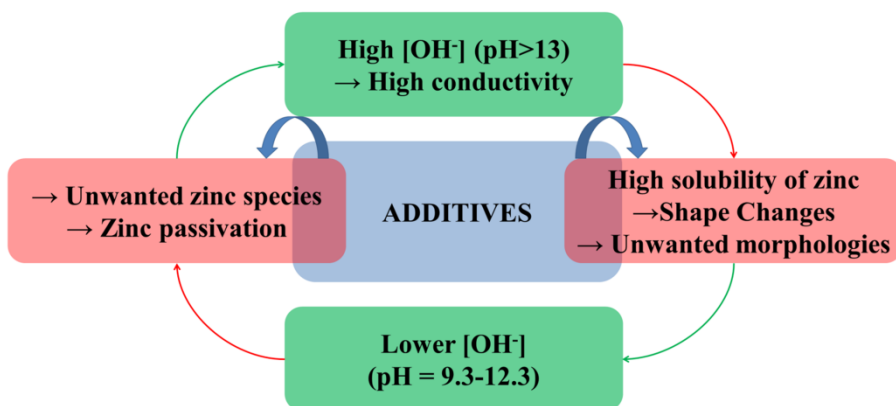 High [OH⁻] (pH>13)
→ High conductivity
→ Unwanted zinc species
→ Zinc passivation
ADDITIVES
High solubility of zinc
→Shape Changes
→ Unwanted morphologies
Lower [OH⁻]
(pH = 9.3-12.3)